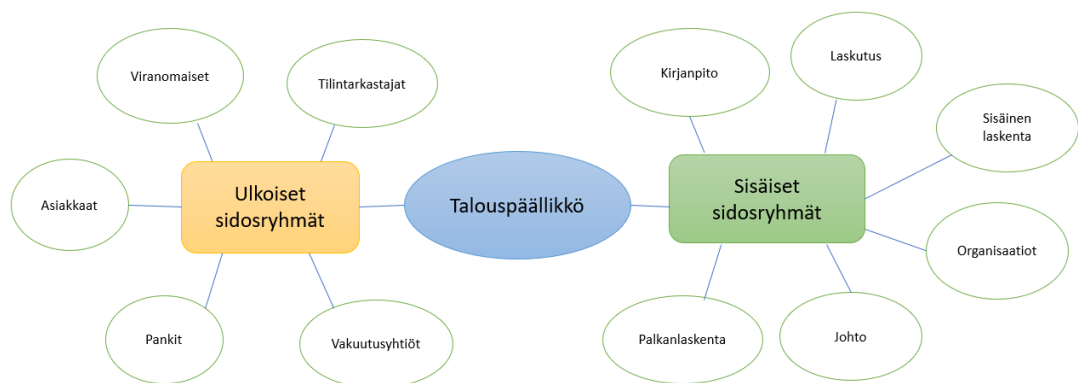 Viranomaiset
Tilintarkastajat
Asiakkaat
Ulkoiset
sidosryhmät
Pankit
Vakuutusyhtiöt
Talouspäällikkö
Kirjanpito
Laskutus
Sisäinen
laskenta
Sisäiset
sidosryhmät
Organisaatiot
Palkanlaskenta
Johto